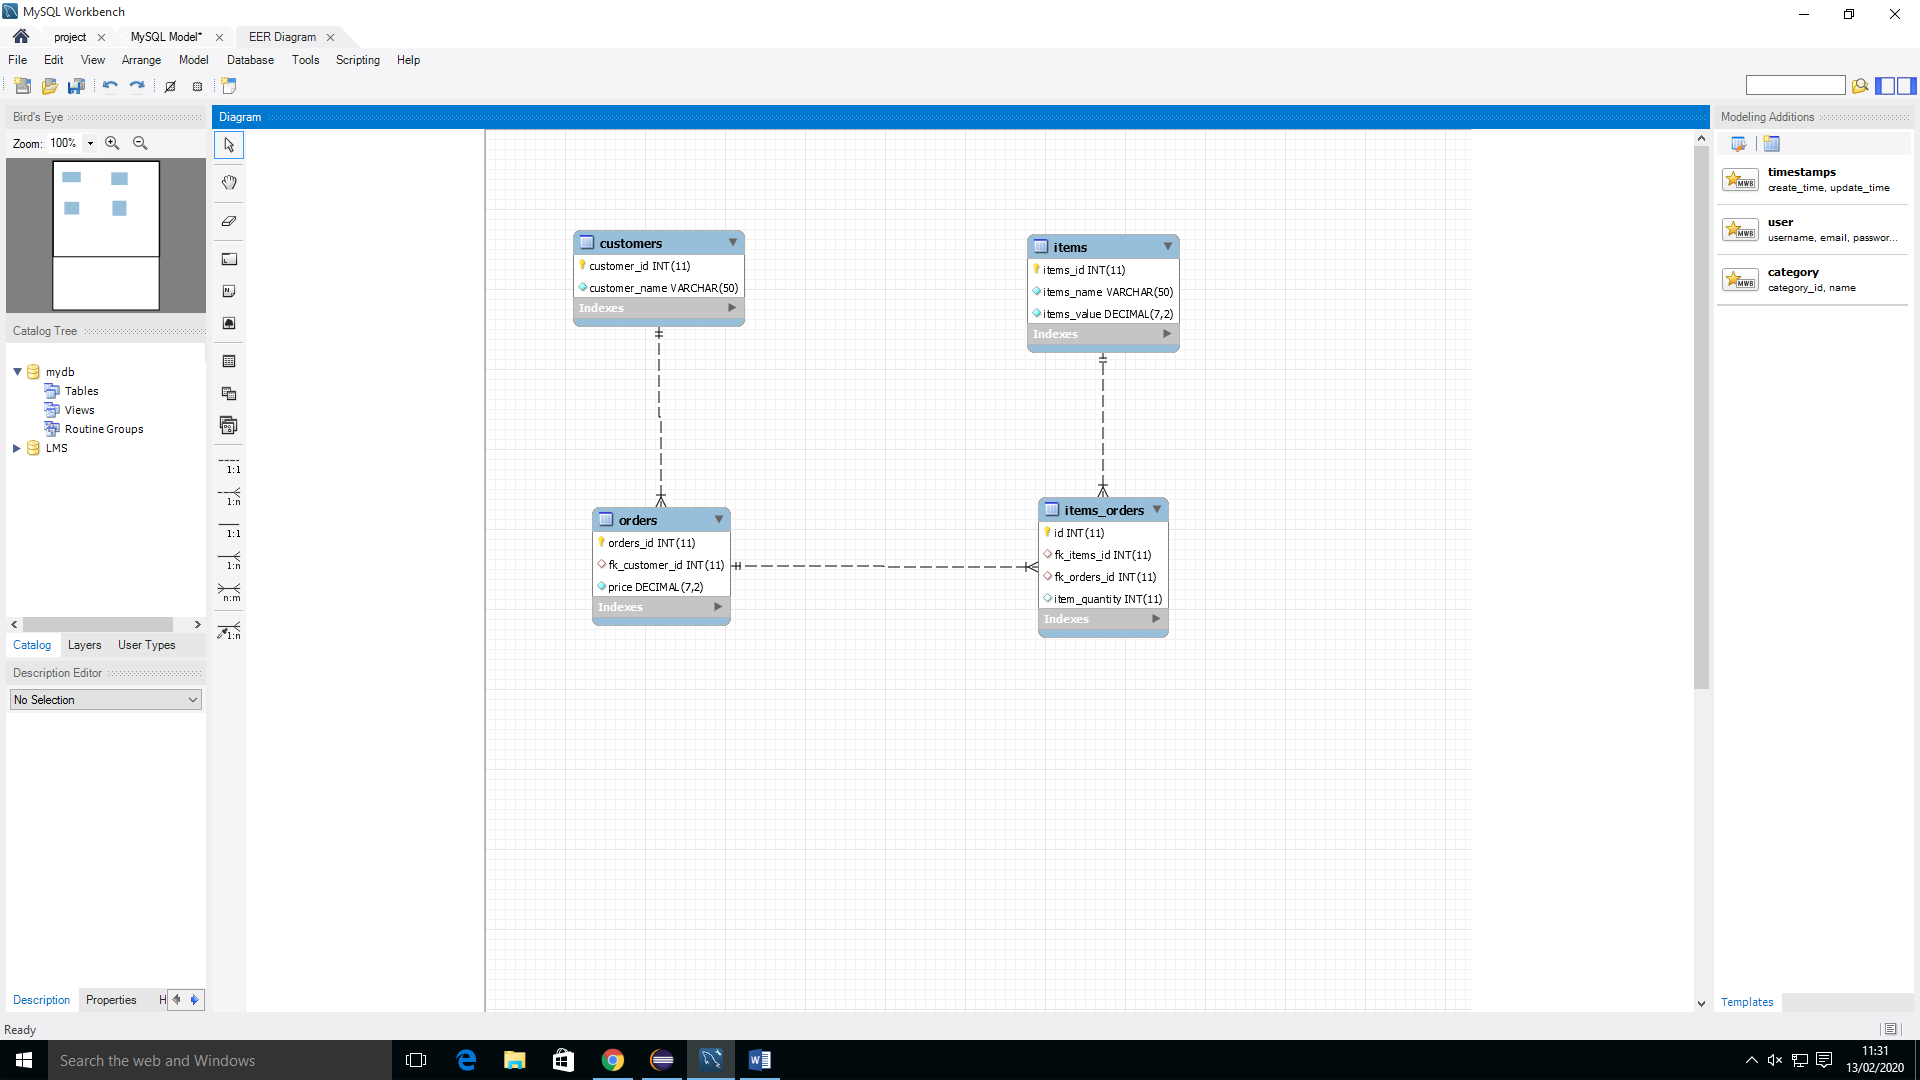 MySQL Workbench
project
MySQL Model*
EER Diagram
File Edit View Arrange Model Database Tools Scripting Help
Bird's Eye
Zoom: 100%
Catalog Tree
mydb
Tables
Views
Routine Groups
LMS
Catalog Layers User Types
Description Editor
No Selection
Description Properties H
Ready
Diagram
1:1
1:n
1:1
1:n
n:m
1:n
customers
customer_id INT(11)
customer_name VARCHAR(50)
Indexes
items
items_id INT(11)
items_name VARCHAR(50)
items_value DECIMAL(7,2)
Indexes
orders
orders_id INT(11)
fk_customer_id INT(11)
price DECIMAL(7,2)
Indexes
items_orders
id INT(11)
fk_items_id INT(11)
fk_orders_id INT(11)
item_quantity INT(11)
Indexes
Modeling Additions
timestamps
create_time, update_time
user
username, email, passwor...
category
category_id, name
Templates
Search the web and Windows
11:31
13/02/2020